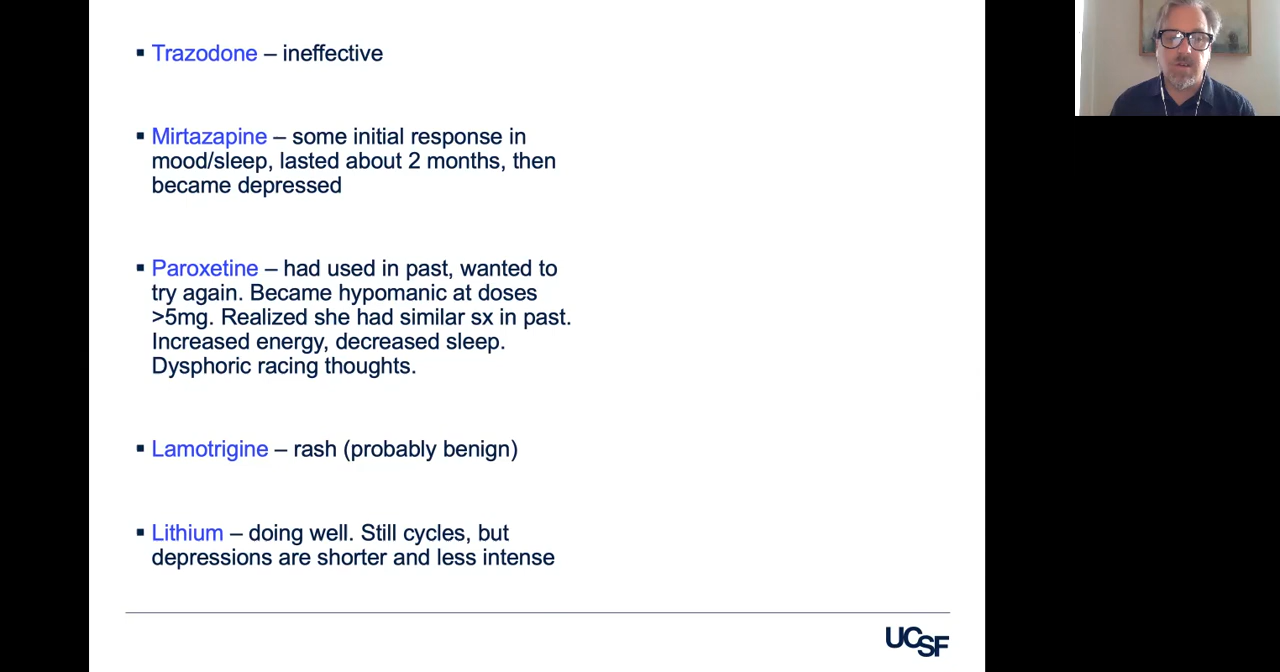 ▪ Trazodone – ineffective
▪ Mirtazapine – some initial response in
mood/sleep, lasted about 2 months, then
became depressed
▪ Paroxetine – had used in past, wanted to
try again. Became hypomanic at doses
>5mg. Realized she had similar sx in past.
Increased energy, decreased sleep.
Dysphoric racing thoughts.
▪ Lamotrigine – rash (probably benign)
▪ Lithium – doing well. Still cycles, but
depressions are shorter and less intense
UCSF